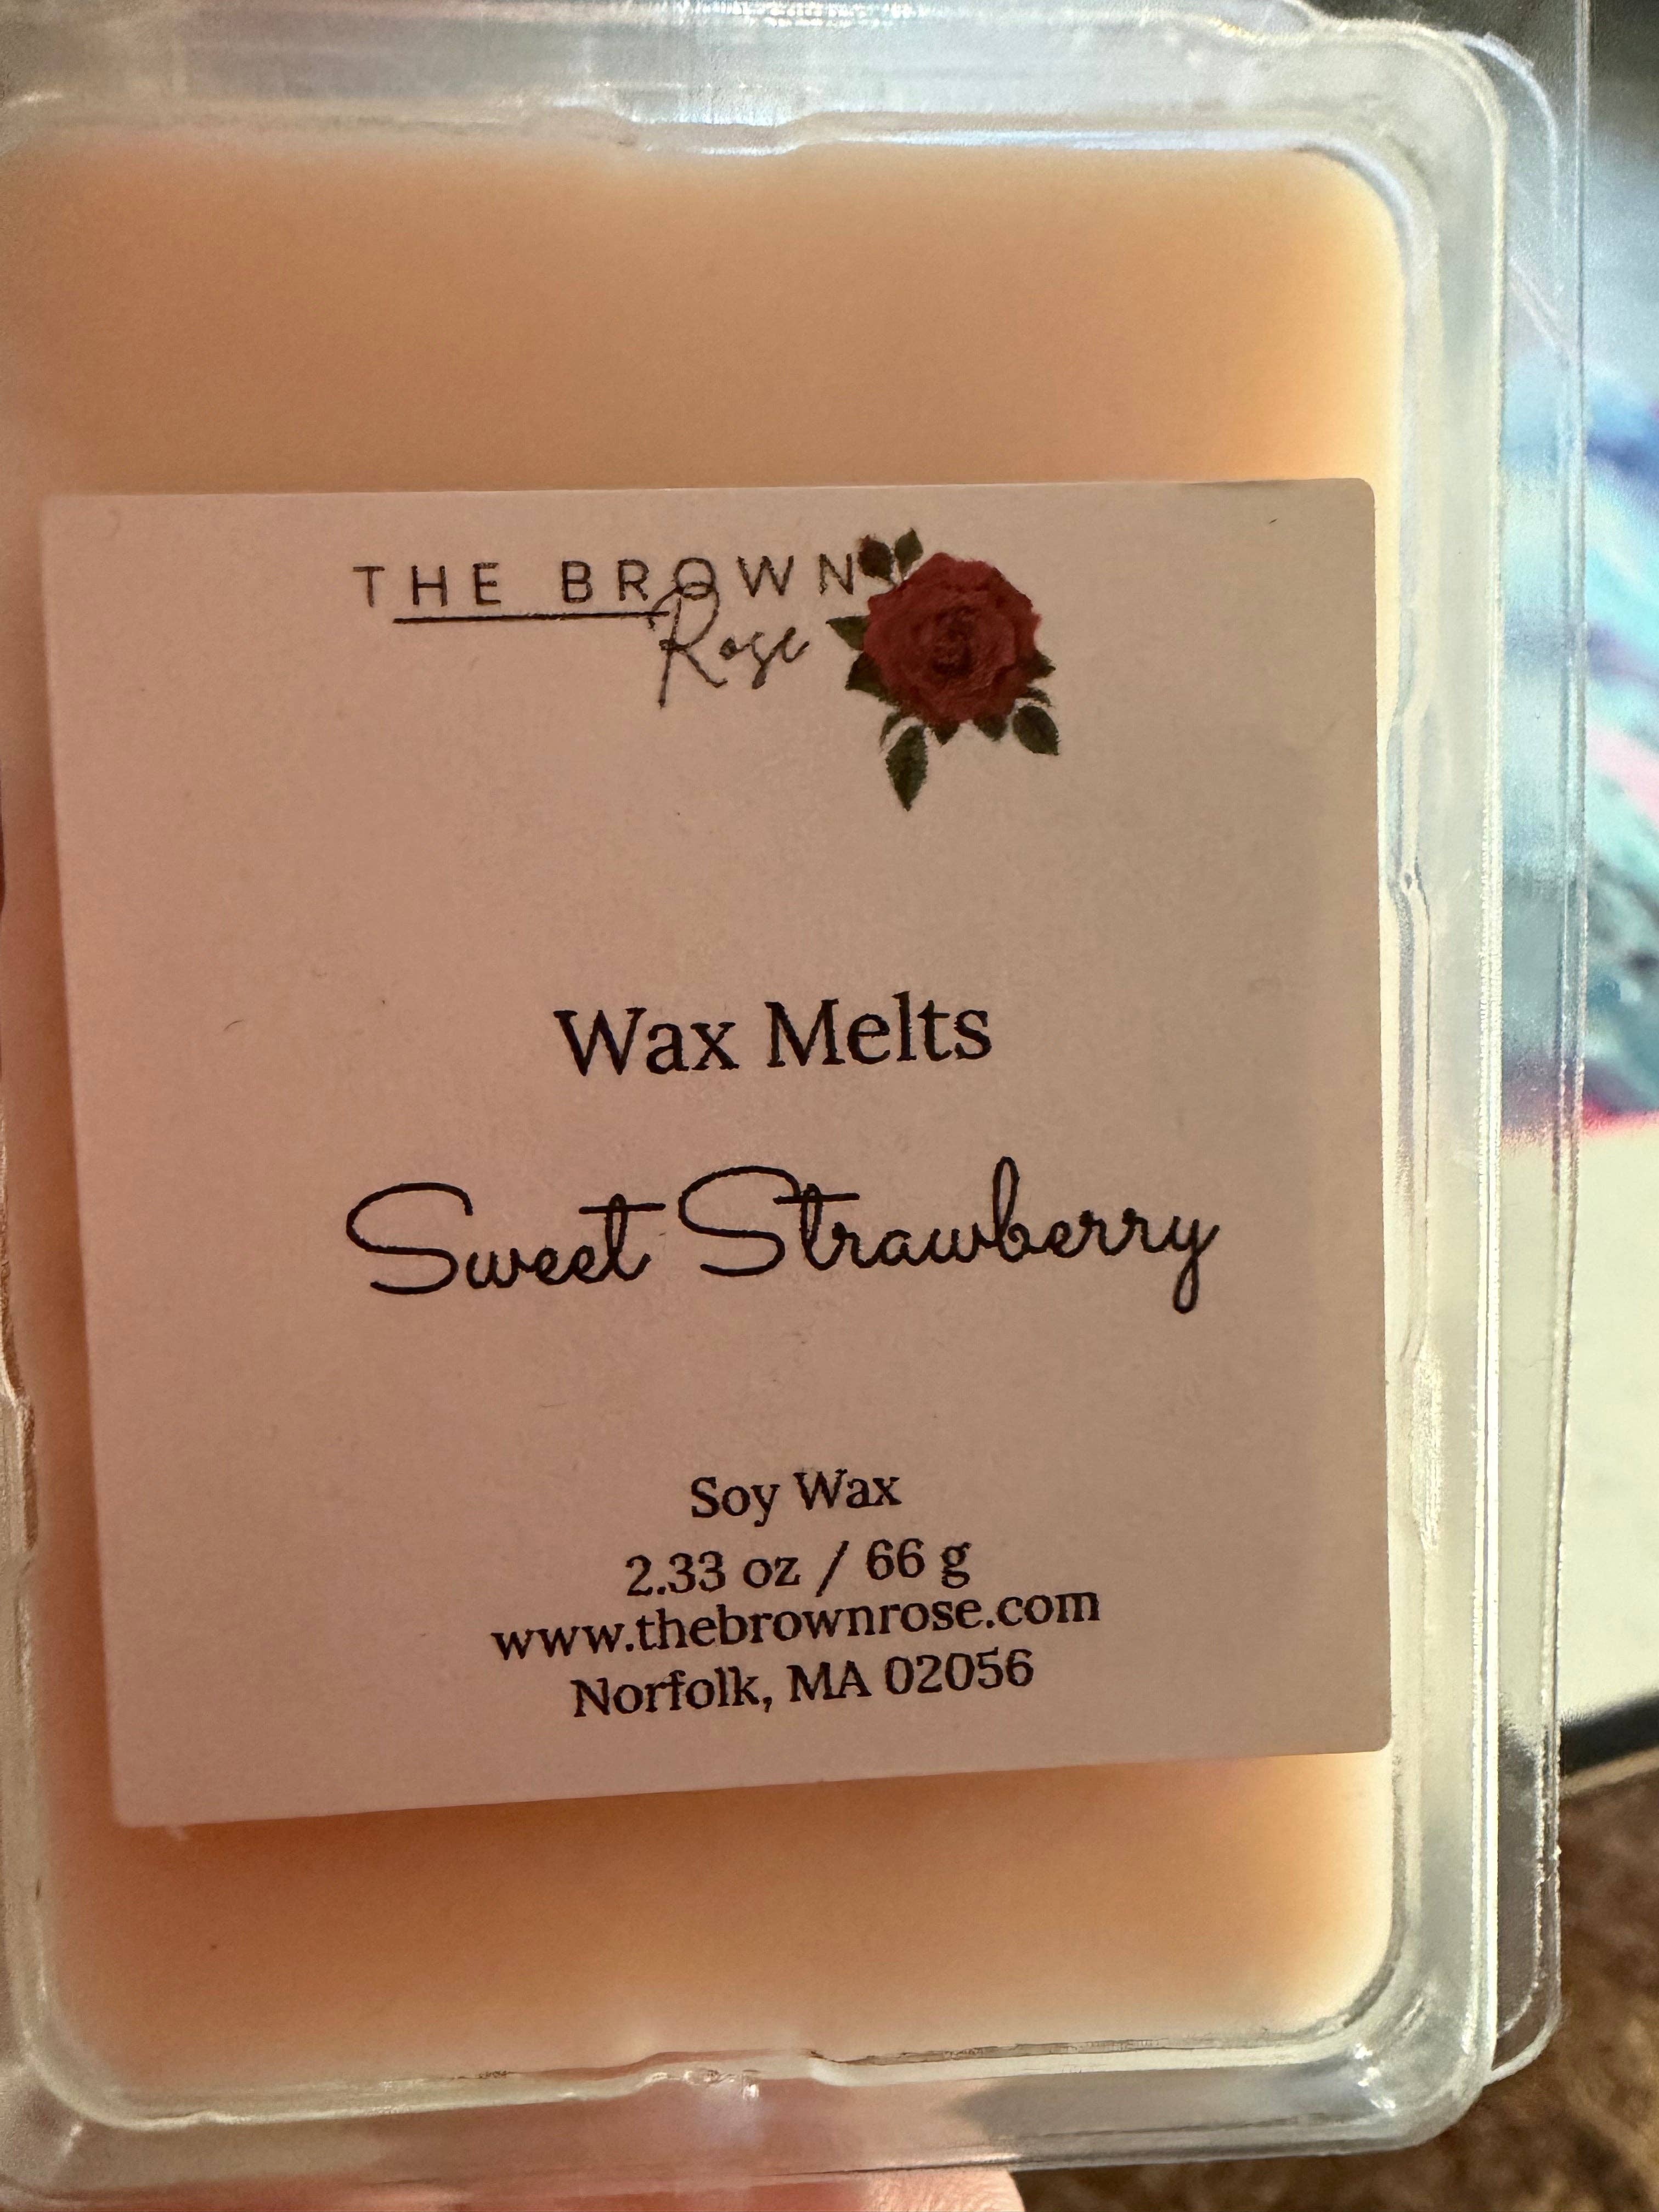 THE BROWN
Rose
Wax Melts
Sweet Strawberry
Soy Wax
2.33 oz / 66 g
www.thebrownrose.com
Norfolk, MA 02056